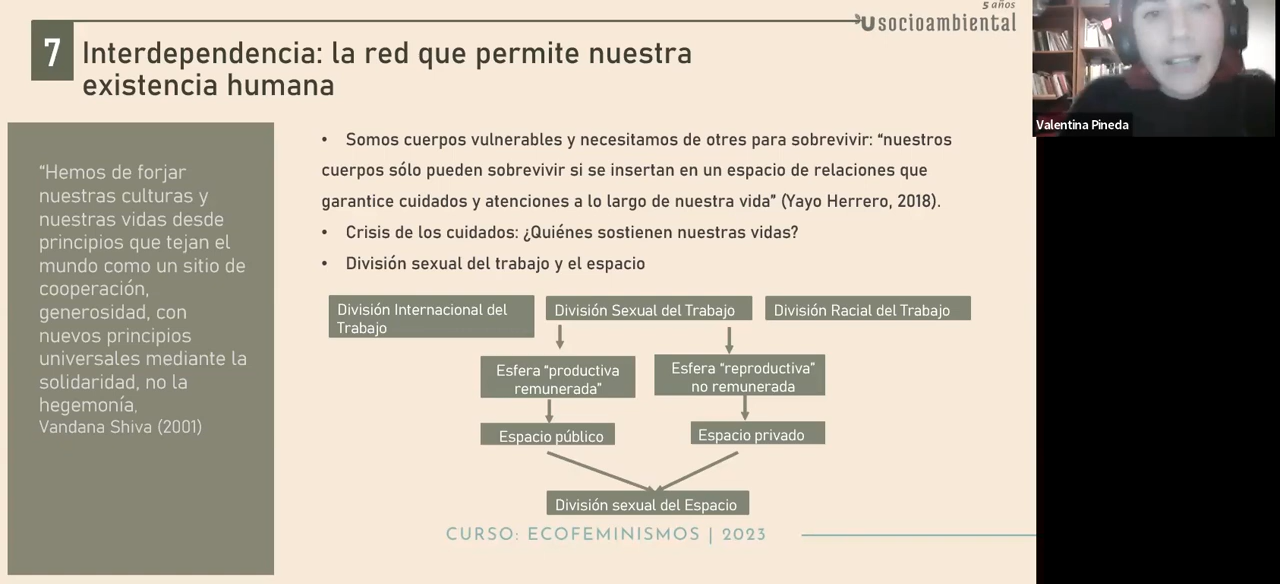 5 años
Usocioambiental
7
Interdependencia: la red que permite nuestra
existencia humana
Valentina Pineda
“Hemos de forjar
nuestras culturas y
nuestras vidas desde
principios que tejan el
mundo como un sitio de
cooperación,
generosidad, con
nuevos principios
universales mediante la
solidaridad, no la
hegemonía,
Vandana Shiva (2001)
• Somos cuerpos vulnerables y necesitamos de otres para sobrevivir: “nuestros
cuerpos sólo pueden sobrevivir si se insertan en un espacio de relaciones que
garantice cuidados y atenciones a lo largo de nuestra vida” (Yayo Herrero, 2018).
• Crisis de los cuidados: ¿Quiénes sostienen nuestras vidas?
• División sexual del trabajo y el espacio
División Internacional del
Trabajo
División Sexual del Trabajo
División Racial del Trabajo
Esfera “productiva
remunerada”
Esfera “reproductiva”
no remunerada
Espacio público
Espacio privado
División sexual del Espacio
CURSO: ECOFEMINISMOS | 2023